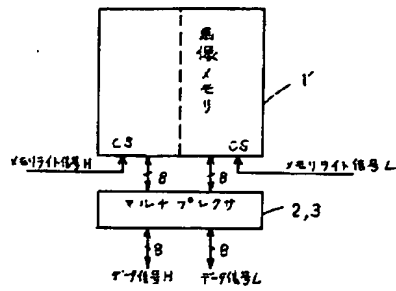 画像メモリ
1'
CS
CS
メモリライト信号H
8
8
メモリライト信号L
マルチプレクサ
2,3
8
8
データ信号H
データ信号L